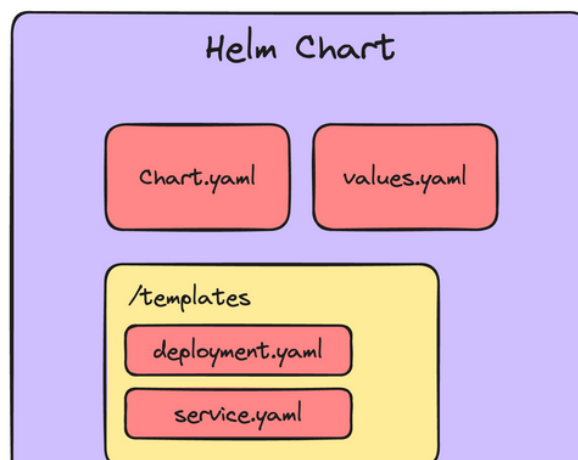 Helm Chart
Chart.yaml
values.yaml
/templates
deployment.yaml
service.yaml